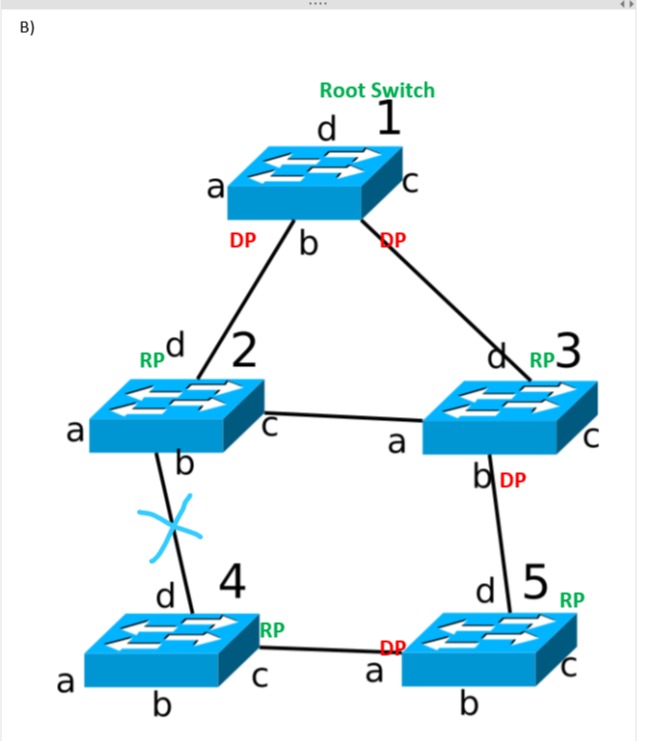 B)
Root Switch
d 1
a c
DP b DP
RP d 2 d RP 3
a c a c
b b DP
d 4 d 5 RP
RP DP
a c a c
b b